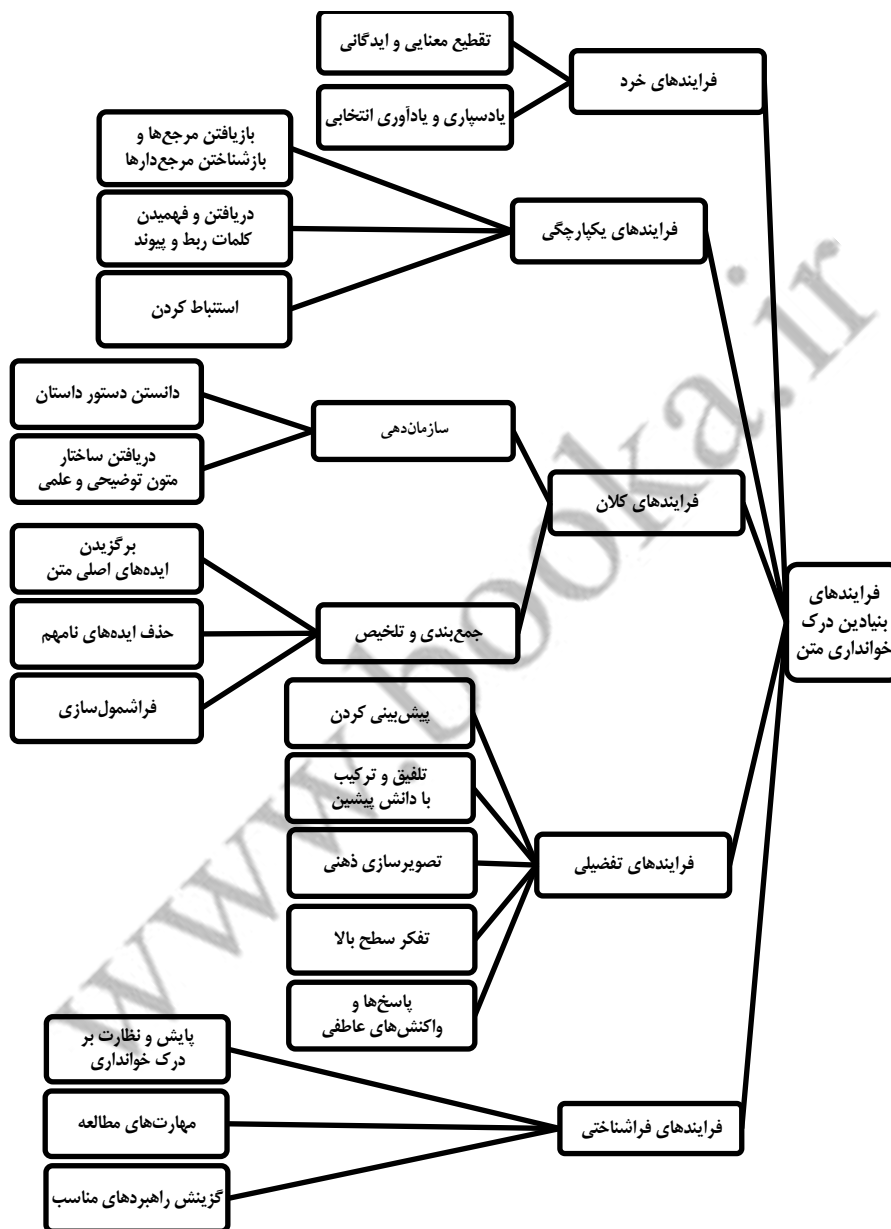 فرایندهای
بنیادین درک
خوانداری متن
فرایندهای خرد
تقطیع معنایی و ایدگانی
یادسپاری و یادآوری انتخابی
فرایندهای یکپارچگی
بازیافتن مرجع‌ها و
بازشناختن مرجع‌دارها
دریافتن و فهمیدن
کلمات ربط و پیوند
استنباط کردن
فرایندهای کلان
سازمان‌دهی
دانستن دستور داستان
دریافتن ساختار
متون توضیحی و علمی
جمع‌بندی و تلخیص
برگزیدن
ایده‌های اصلی متن
حذف ایده‌های نامهم
فراشمول‌سازی
فرایندهای تفضیلی
پیش‌بینی کردن
تلفیق و ترکیب
با دانش پیشین
تصویرسازی ذهنی
تفکر سطح بالا
پاسخ‌ها و
واکنش‌های عاطفی
فرایندهای فراشناختی
پایش و نظارت بر
درک خوانداری
مهارت‌های مطالعه
گزینش راهبردهای مناسب
www.booka.ir